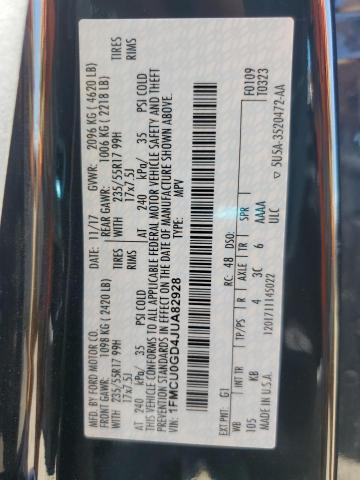 MFD. BY FORD MOTOR CO.
DATE: 11/17 GVWR: 2096 KG ( 4620 LB)
FRONT GAWR: 1098 KG ( 2420 LB) REAR GAWR: 1006 KG ( 2218 LB)
WITH 235/55R17 99H TIRES WITH 235/55R17 99H TIRES
17x7.5J RIMS 17x7.5J RIMS
AT 240 kPa/ 35 PSI COLD AT 240 kPa/ 35 PSI COLD
THIS VEHICLE CONFORMS TO ALL APPLICABLE FEDERAL MOTOR VEHICLE SAFETY AND THEFT
PREVENTION STANDARDS IN EFFECT ON THE DATE OF MANUFACTURE SHOWN ABOVE.
VIN: 1FMCU0GD4JUA82928
TYPE: MPV
F0109
T0323
EXT PNT: G1 RC: 48 DSO:
WB INT TR TP/PS R AXLE TR SPR
105 KB 4 3C 6 AAAA
ULC
MADE IN U.S.A. 1201711145022 ▽ 5U5A-3520472-AA